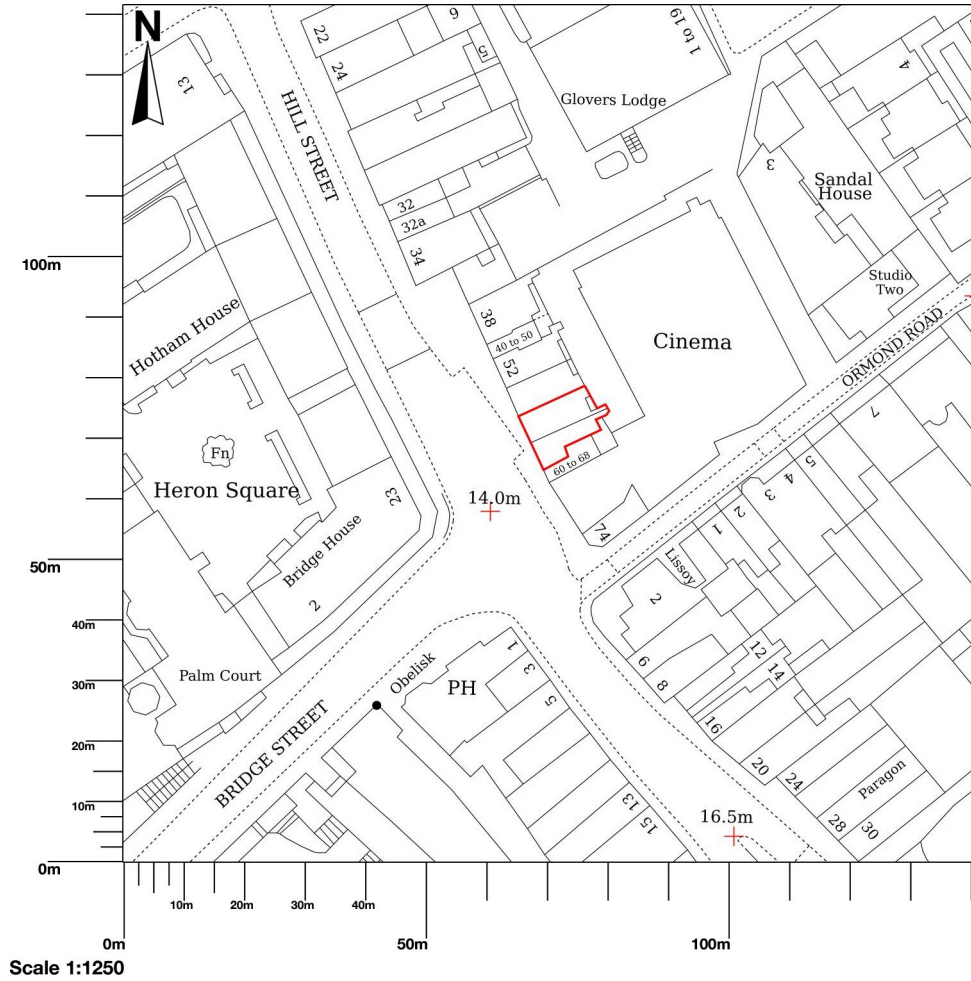 N
13
22
24
6
5
1 to 19
4
HILL STREET
Glovers Lodge
3
Sandal
House
32
32a
34
Studio
Two
100m
Hotham House
38
40 to 50
52
Cinema
ORMOND ROAD
7
Fn
Heron Square
23
60 to 68
14.0m
74
5
4
3
2
1
Bridge House
2
50m
Lissoy
2
40m
Palm Court
Obelisk
PH
1
3
5
6
8
12
14
16
30m
20m
BRIDGE STREET
20
24
Paragon
28
30
10m
13
15
16.5m
0m
10m
20m
30m
40m
0m
50m
100m
Scale 1:1250